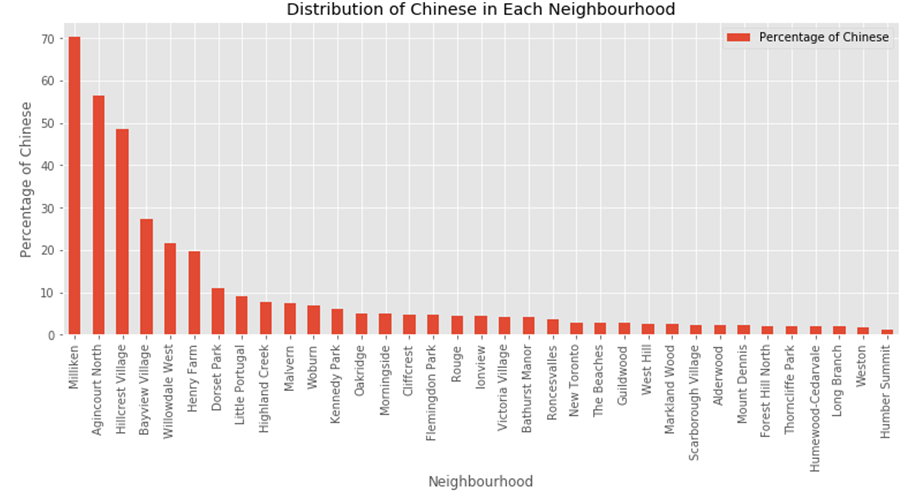 Distribution of Chinese in Each Neighbourhood
Percentage of Chinese
70
60
50
40
30
20
10
0
Percentage of Chinese
Milliken
Agincourt North
Hillcrest Village
Bayview Village
Willowdale West
Henry Farm
Dorset Park
Little Portugal
Highland Creek
Malvern
Woburn
Kennedy Park
Oakridge
Morningside
Cliffcrest
Flemingdon Park
Rouge
Ionview
Victoria Village
Bathurst Manor
Roncesvalles
New Toronto
The Beaches
Guildwood
West Hill
Markland Wood
Scarborough Village
Alderwood
Mount Dennis
Forest Hill North
Thorncliffe Park
Humewood-Cedarvale
Long Branch
Weston
Humber Summit
Neighbourhood